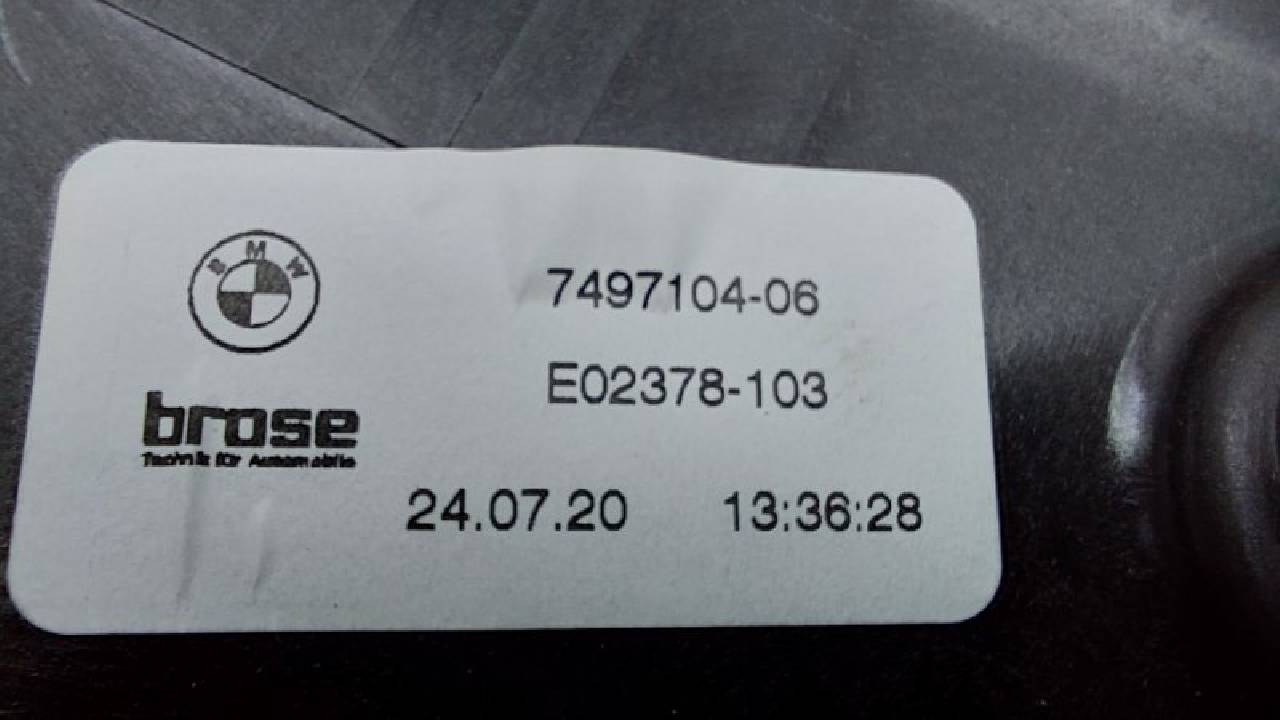 BMW
7497104-06
E02378-103
brose
Technik für Automobile
24.07.20 13:36:28